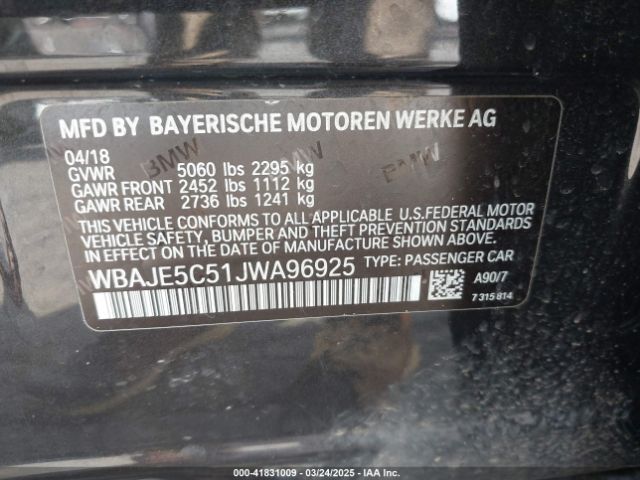 MFD BY BAYERISCHE MOTOREN WERKE AG
04/18
BMW BMW BMW
GVWR 5060 lbs 2295 kg
GAWR FRONT 2452 lbs 1112 kg
GAWR REAR 2736 lbs 1241 kg
THIS VEHICLE CONFORMS TO ALL APPLICABLE U.S.FEDERAL MOTOR
VEHICLE SAFETY, BUMPER, AND THEFT PREVENTION STANDARDS
IN EFFECT ON THE DATE OF MANUFACTURE SHOWN ABOVE.
WBAJE5C51JWA96925 TYPE: PASSENGER CAR
A90/7
7 315 814
000-41831009 — 03/24/2025 — IAA Inc.